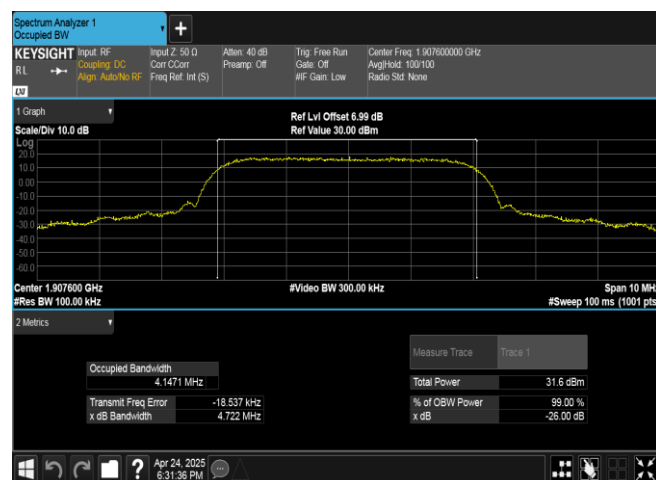 Spectrum Analyzer 1
Occupied BW
+
KEYSIGHT Input: RF Input Z: 50 Ω Atten: 40 dB Trig: Free Run Center Freq: 1.907600000 GHz
RL Coupling: DC Corr CCorr Preamp: Off Gate: Off Avg|Hold: 100/100
Align: Auto/No RF Freq Ref: Int (S) #IF Gain: Low Radio Std: None
LXI
1 Graph Ref Lvl Offset 6.99 dB
Scale/Div 10.0 dB Ref Value 30.00 dBm
Log
20.0
10.0
0.00
-10.0
-20.0
-30.0
-40.0
-50.0
-60.0
Center 1.907600 GHz #Video BW 300.00 kHz Span 10 MHz
#Res BW 100.00 kHz #Sweep 100 ms (1001 pts
2 Metrics
Measure Trace Trace 1
Occupied Bandwidth
4.1471 MHz Total Power 31.6 dBm
Transmit Freq Error -18.537 kHz % of OBW Power 99.00 %
x dB Bandwidth 4.722 MHz x dB -26.00 dB
? Apr 24, 2025
6:31:36 PM